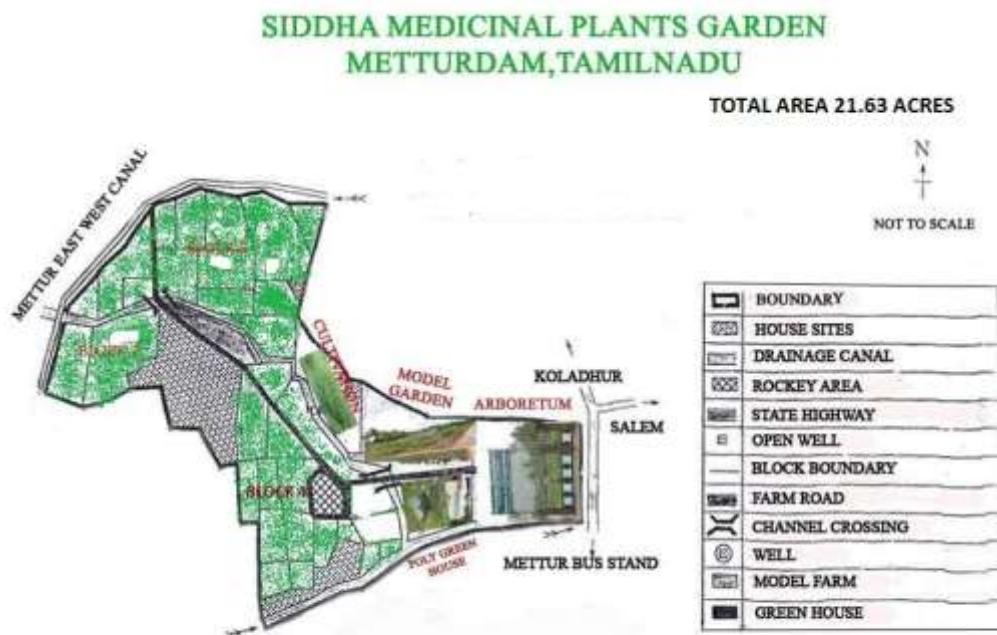 SIDDHA MEDICINAL PLANTS GARDEN
METTURDAM,TAMILNADU
TOTAL AREA 21.63 ACRES
N
NOT TO SCALE
METTUR EAST WEST CANAL
MODEL
GARDEN
ARBORETUM
KOLADHUR
SALEM
BLOCK
POLY GREEN
HOUSE
METTUR BUS STAND
BOUNDARY
HOUSE SITES
DRAINAGE CANAL
ROCKEY AREA
STATE HIGHWAY
OPEN WELL
BLOCK BOUNDARY
FARM ROAD
CHANNEL CROSSING
WELL
MODEL FARM
GREEN HOUSE